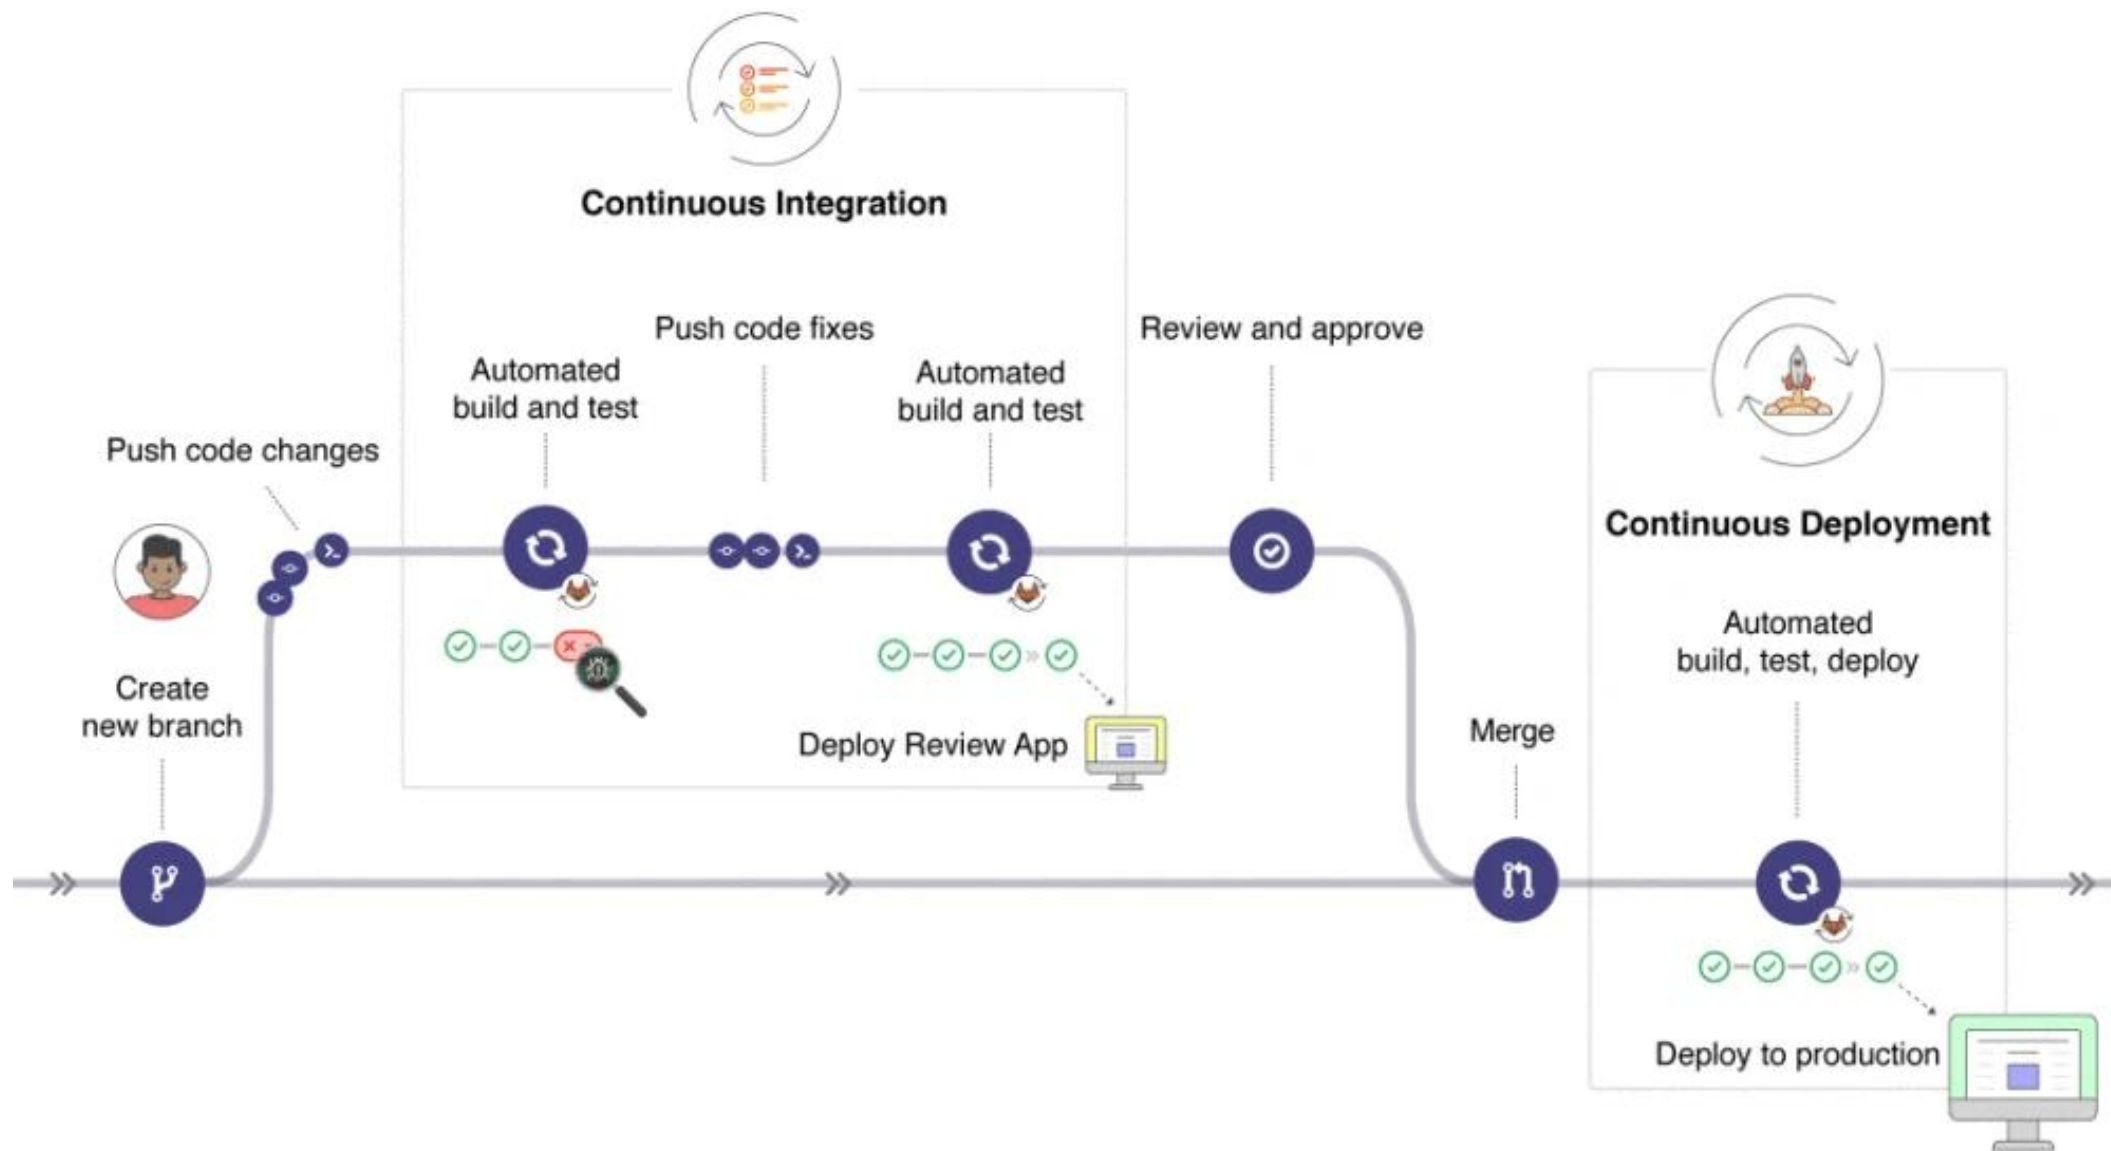 Continuous Integration
Push code fixes
Review and approve
Automated
build and test
Automated
build and test
Push code changes
Continuous Deployment
Automated
build, test, deploy
Create
new branch
Deploy Review App
Merge
Deploy to production